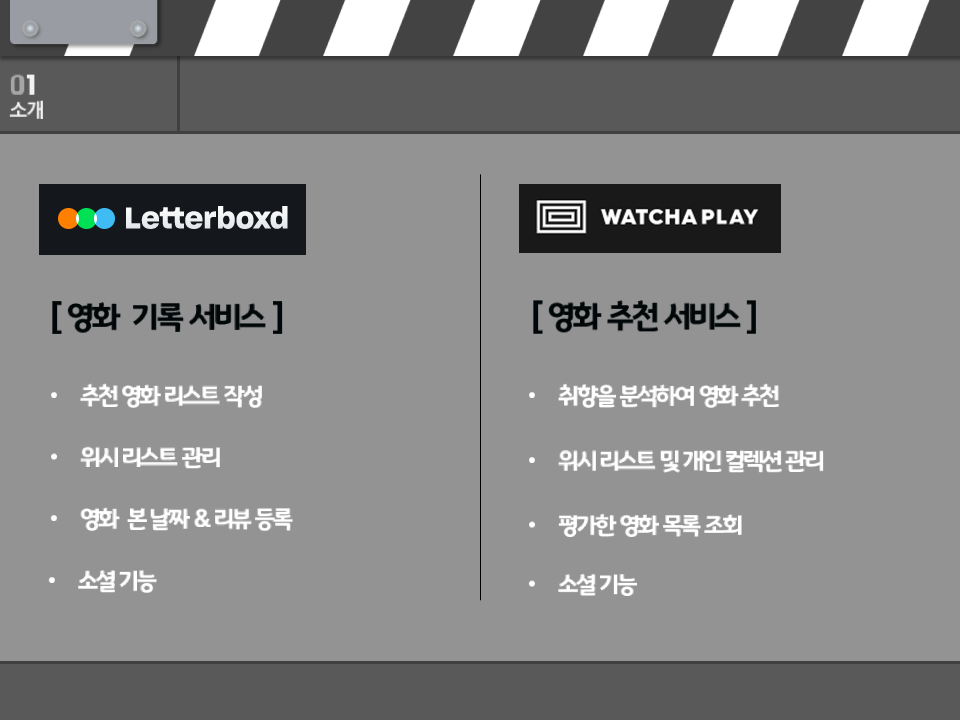 01
소개
Letterboxd
[ 영화 기록 서비스 ]
• 추천 영화 리스트 작성
• 위시 리스트 관리
• 영화 본 날짜 & 리뷰 등록
• 소셜 기능
WATCHA PLAY
[ 영화 추천 서비스 ]
• 취향을 분석하여 영화 추천
• 위시 리스트 및 개인 컬렉션 관리
• 평가한 영화 목록 조회
• 소셜 기능